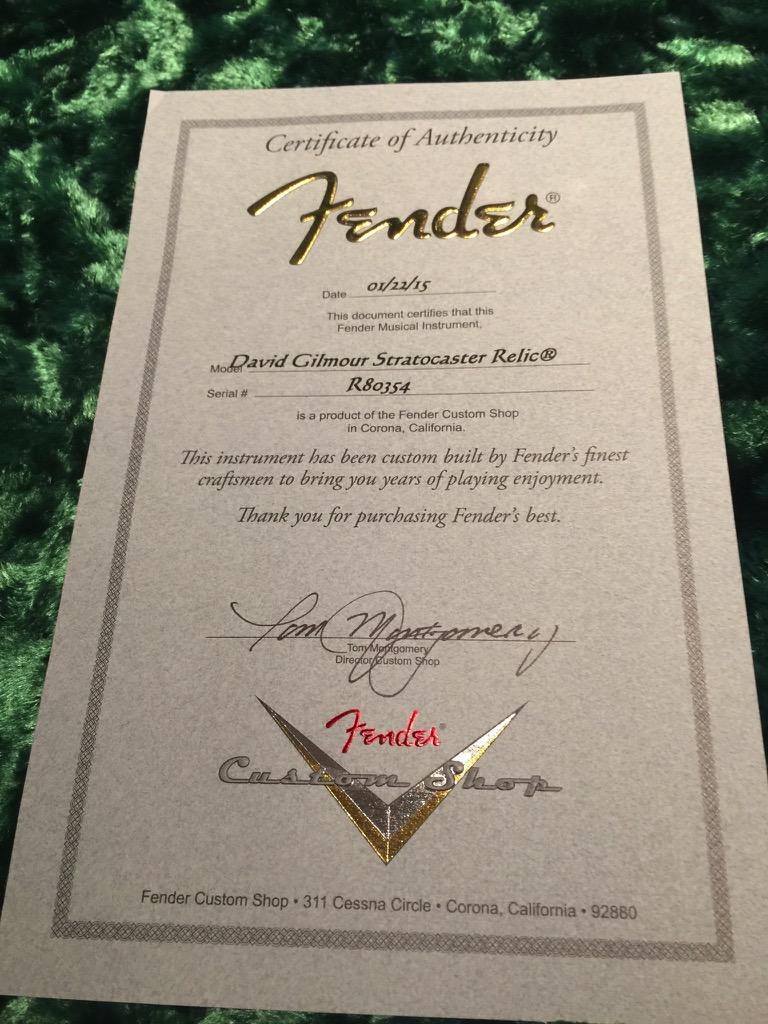 Certificate of Authenticity
Fender®
Date 01/22/15
This document certifies that this
Fender Musical Instrument,
Model David Gilmour Stratocaster Relic®
Serial # R80354
is a product of the Fender Custom Shop
in Corona, California.
This instrument has been custom built by Fender's finest
craftsmen to bring you years of playing enjoyment.
Thank you for purchasing Fender's best.
Tom Montgomery
Tom Montgomery
Director Custom Shop
Fender®
Custom Shop
Fender Custom Shop • 311 Cessna Circle • Corona, California • 92880